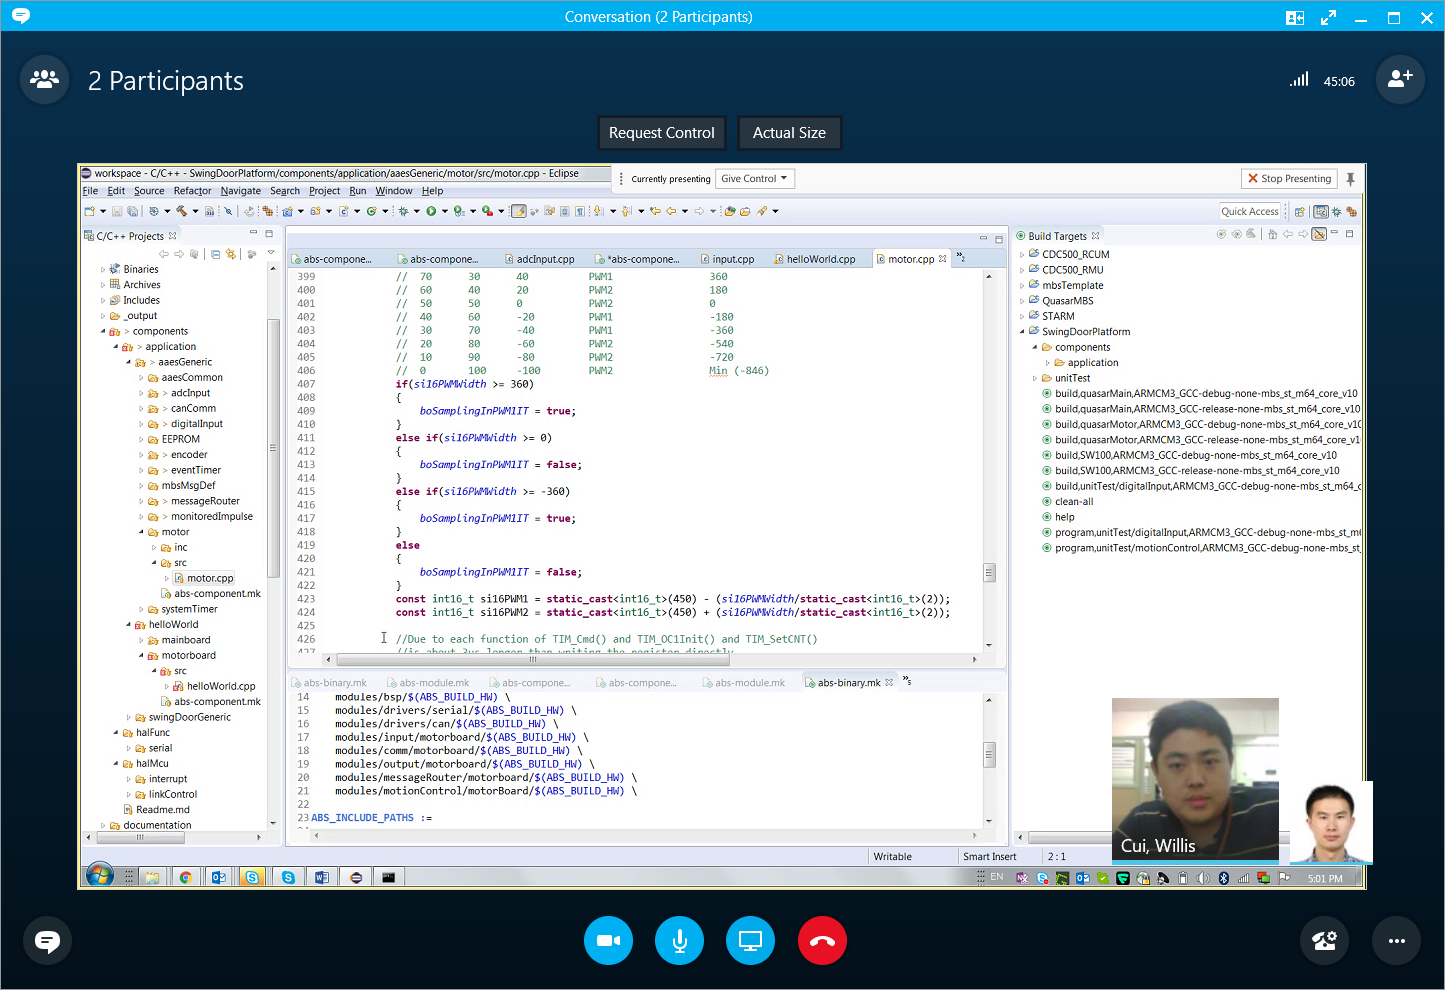 Conversation (2 Participants)
2 Participants
45:06
Request Control
Actual Size
workspace - C/C++ - SwingDoorPlatform/components/application/aaesGeneric/motor/src/motor.cpp - Eclipse
Currently presenting
Give Control
Stop Presenting
File Edit Source Refactor Navigate Search Project Run Window Help
Quick Access
C/C++ Projects
Binaries
Archives
Includes
_output
> components
> application
> aaesGeneric
aaesCommon
> adcInput
> canComm
> digitalInput
EEPROM
> encoder
> eventTimer
mbsMsgDef
> messageRouter
> monitoredImpulse
motor
inc
src
motor.cpp
abs-component.mk
systemTimer
helloWorld
mainboard
motorboard
src
helloWorld.cpp
abs-component.mk
swingDoorGeneric
halFunc
serial
halMcu
interrupt
linkControl
Readme.md
documentation
abs-compone... abs-compone... adcInput.cpp *abs-compone... input.cpp helloWorld.cpp motor.cpp »2
399 // 70 30 40 PWM1 360
400 // 60 40 20 PWM2 180
401 // 50 50 0 PWM2 0
402 // 40 60 -20 PWM1 -180
403 // 30 70 -40 PWM1 -360
404 // 20 80 -60 PWM2 -540
405 // 10 90 -80 PWM2 -720
406 // 0 100 -100 PWM2 Min (-846)
407 if(si16PWMWidth >= 360)
408 {
409 boSamplingInPWM1IT = true;
410 }
411 else if(si16PWMWidth >= 0)
412 {
413 boSamplingInPWM1IT = false;
414 }
415 else if(si16PWMWidth >= -360)
416 {
417 boSamplingInPWM1IT = true;
418 }
419 else
420 {
421 boSamplingInPWM1IT = false;
422 }
423 const int16_t si16PWM1 = static_cast<int16_t>(450) - (si16PWMWidth/static_cast<int16_t>(2));
424 const int16_t si16PWM2 = static_cast<int16_t>(450) + (si16PWMWidth/static_cast<int16_t>(2));
425
426 //Due to each function of TIM_Cmd() and TIM_OC1Init() and TIM_SetCNT()
427 //is about 3us longer than writing the register directly
abs-binary.mk abs-module.mk abs-compone... abs-compone... abs-module.mk abs-binary.mk »5
14 modules/bsp/$(ABS_BUILD_HW) \
15 modules/drivers/serial/$(ABS_BUILD_HW) \
16 modules/drivers/can/$(ABS_BUILD_HW) \
17 modules/input/motorboard/$(ABS_BUILD_HW) \
18 modules/comm/motorboard/$(ABS_BUILD_HW) \
19 modules/output/motorboard/$(ABS_BUILD_HW) \
20 modules/messageRouter/motorboard/$(ABS_BUILD_HW) \
21 modules/motionControl/motorBoard/$(ABS_BUILD_HW) \
22
23 ABS_INCLUDE_PATHS :=
Build Targets
CDC500_RCUM
CDC500_RMU
mbsTemplate
QuasarMBS
STARM
SwingDoorPlatform
components
application
unitTest
build,quasarMain,ARMCM3_GCC-debug-none-mbs_st_m64_core_v10
build,quasarMain,ARMCM3_GCC-release-none-mbs_st_m64_core_v10
build,quasarMotor,ARMCM3_GCC-debug-none-mbs_st_m64_core_v10
build,quasarMotor,ARMCM3_GCC-release-none-mbs_st_m64_core_v1
build,SW100,ARMCM3_GCC-debug-none-mbs_st_m64_core_v10
build,SW100,ARMCM3_GCC-release-none-mbs_st_m64_core_v10
build,unitTest/digitalInput,ARMCM3_GCC-debug-none-mbs_st_m64_c
clean-all
help
program,unitTest/digitalInput,ARMCM3_GCC-debug-none-mbs_st_m6
program,unitTest/motionControl,ARMCM3_GCC-debug-none-mbs_st_
Cui, Willis
Writable
Smart Insert
2 : 1
EN
5:01 PM